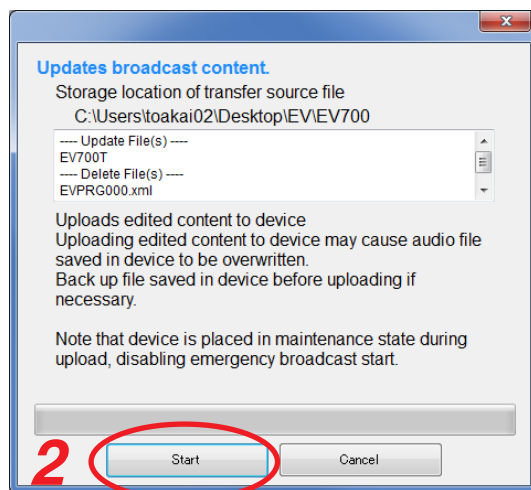 x
Updates broadcast content.
Storage location of transfer source file
C:\Users\toakai02\Desktop\EV\EV700
---- Update File(s) ----
EV700T
---- Delete File(s) ----
EVPRG000.xml
Uploads edited content to device
Uploading edited content to device may cause audio file
saved in device to be overwritten.
Back up file saved in device before uploading if
necessary.
Note that device is placed in maintenance state during
upload, disabling emergency broadcast start.
2 Start Cancel